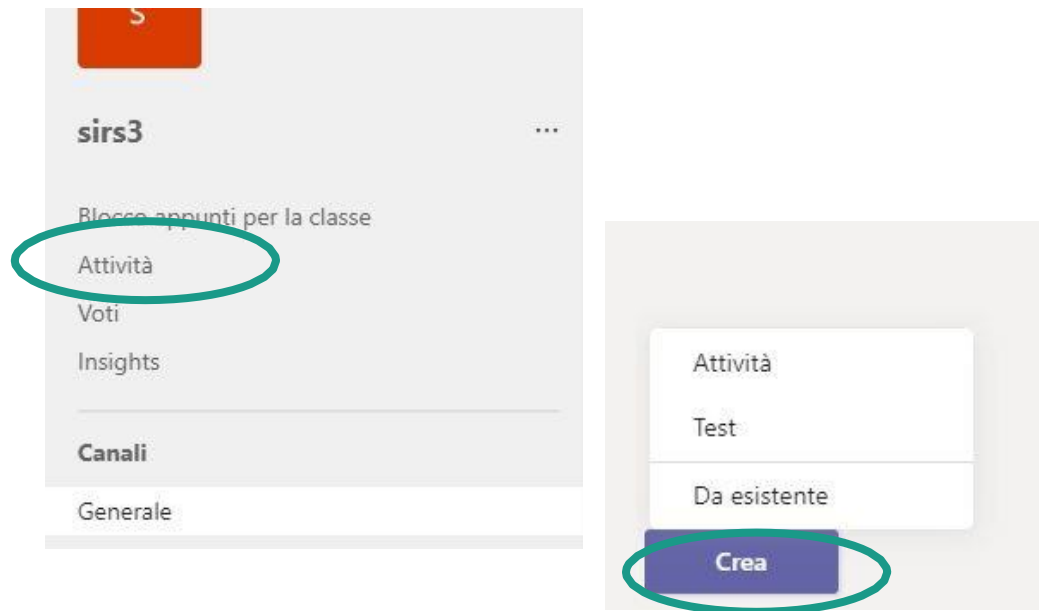 S
sirs3
...
Blocco appunti per la classe
Attività
Voti
Insights
Canali
Generale
Attività
Test
Da esistente
Crea